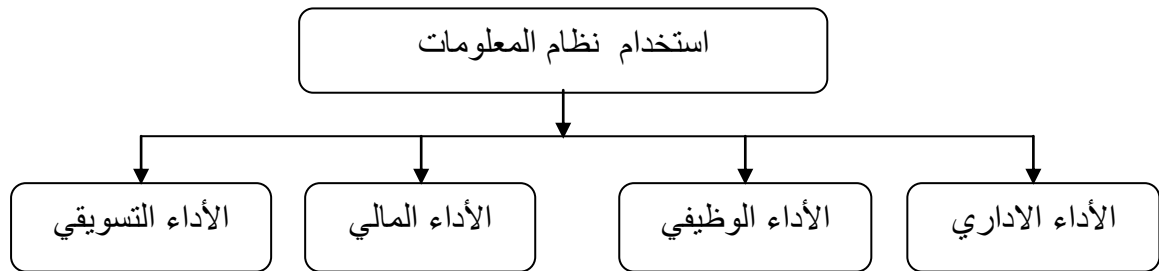 استخدام نظام المعلومات
الأداء الاداري
الأداء الوظيفي
الأداء المالي
الأداء التسويقي